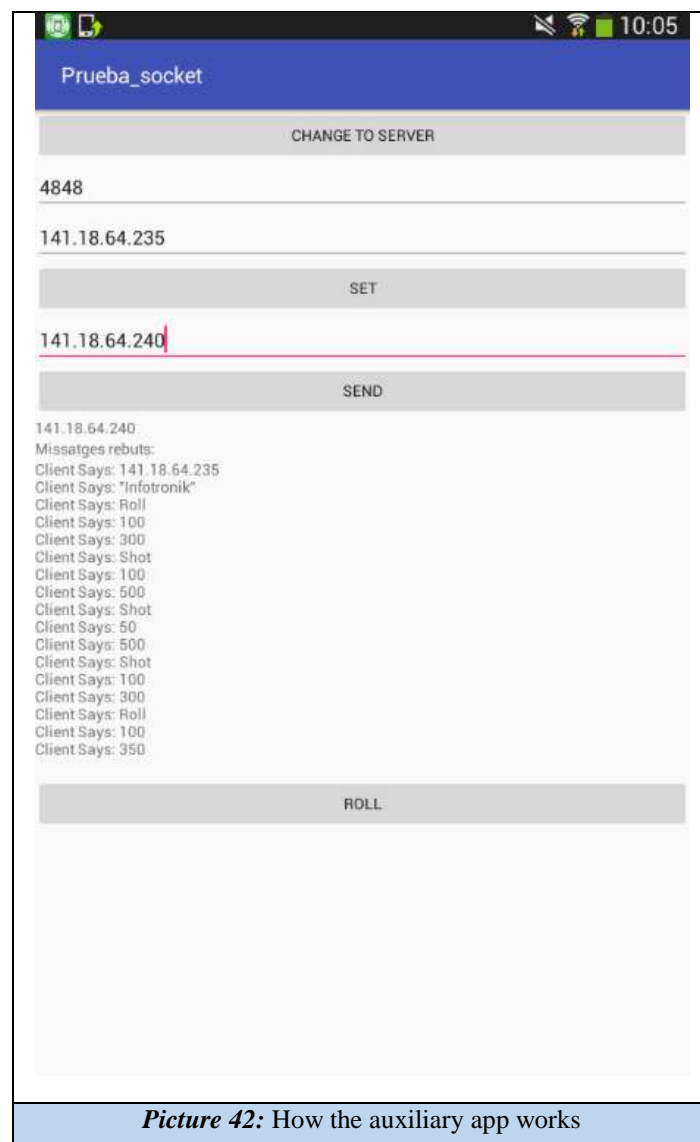 10:05
Prueba_socket
CHANGE TO SERVER
4848
141.18.64.235
SET
141.18.64.240
SEND
141.18.64.240
Missatges rebuts:
Client Says: 141.18.64.235
Client Says: "Infotronik"
Client Says: Roll
Client Says: 100
Client Says: 300
Client Says: Shot
Client Says: 100
Client Says: 500
Client Says: Shot
Client Says: 50
Client Says: 500
Client Says: Shot
Client Says: 100
Client Says: 300
Client Says: Roll
Client Says: 100
Client Says: 350
ROLL
Picture 42: How the auxiliary app works